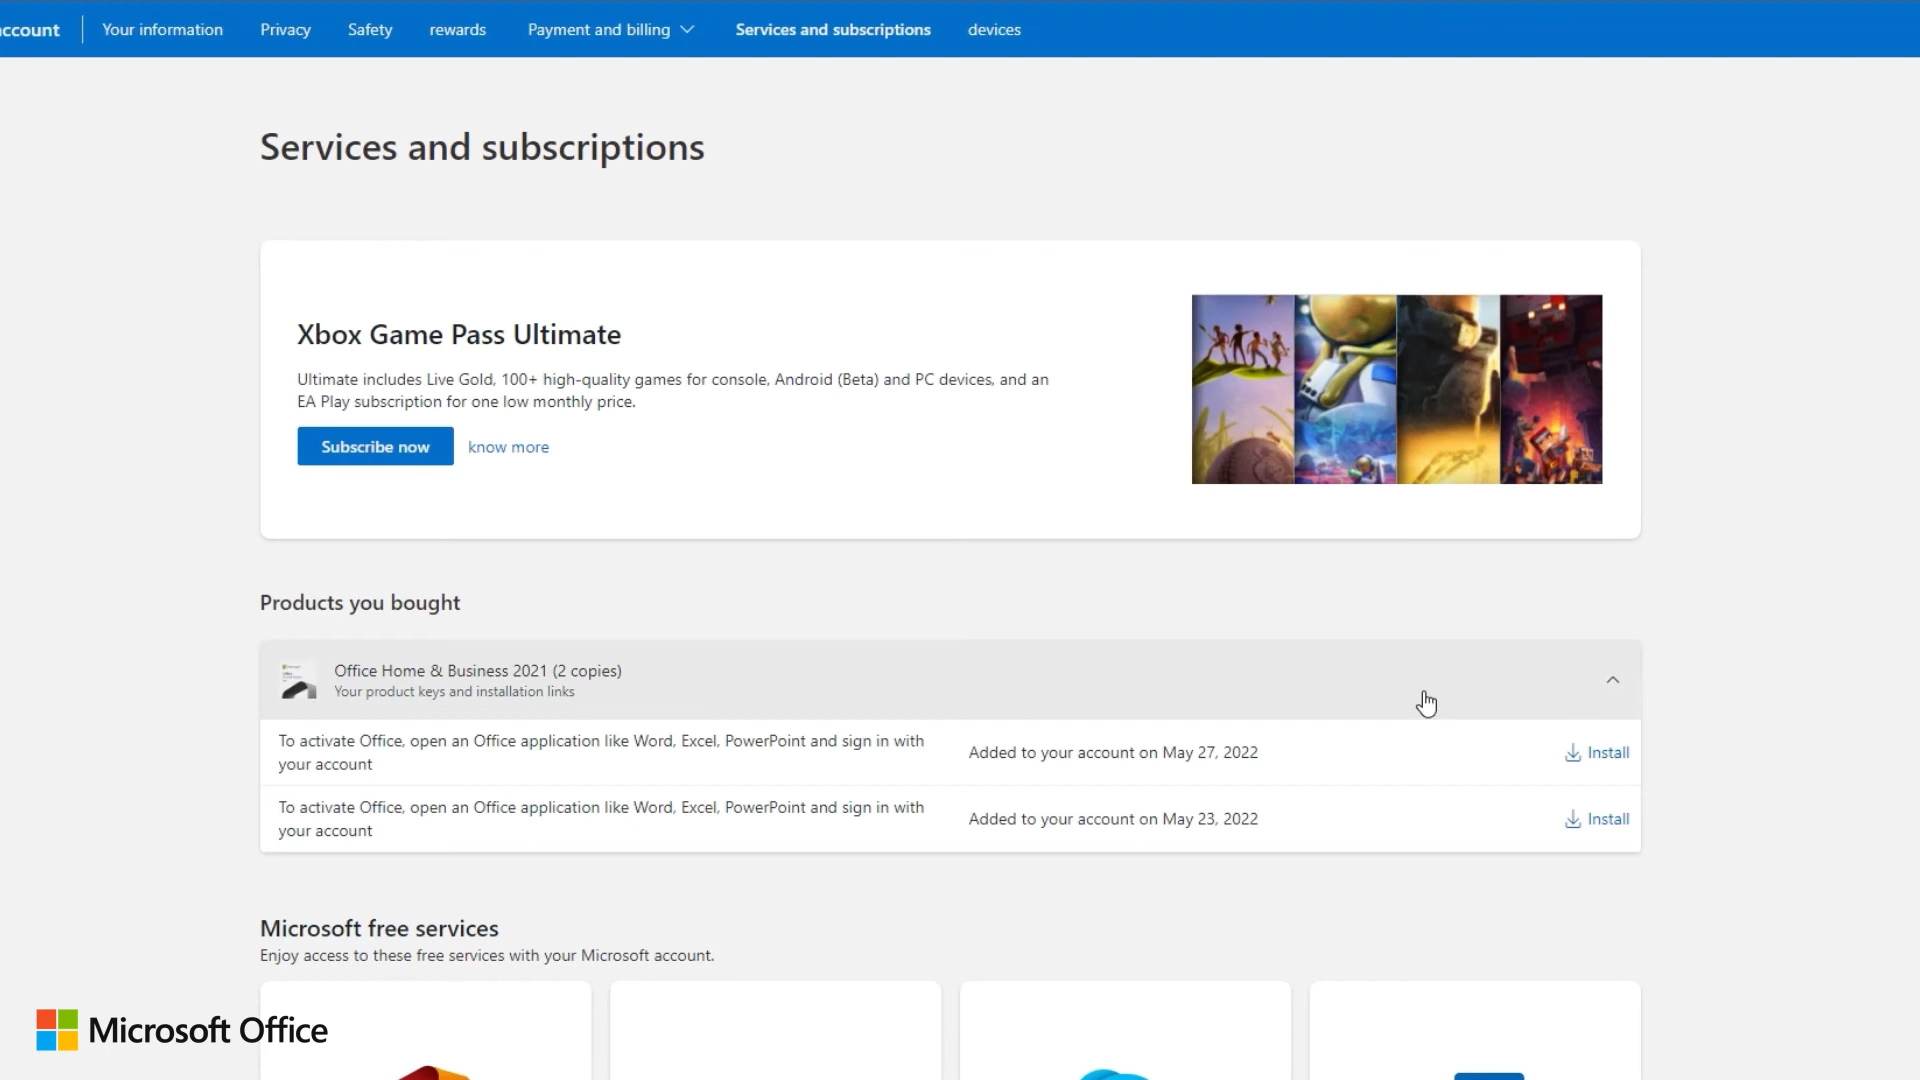 Your information Privacy Safety rewards Payment and billing Services and subscriptions devices
Services and subscriptions
Xbox Game Pass Ultimate
Ultimate includes Live Gold, 100+ high-quality games for console, Android (Beta) and PC devices, and an
EA Play subscription for one low monthly price.
Subscribe now know more
Products you bought
Office Home & Business 2021 (2 copies)
Your product keys and installation links
To activate Office, open an Office application like Word, Excel, PowerPoint and sign in with
your account
Added to your account on May 27, 2022
Install
To activate Office, open an Office application like Word, Excel, PowerPoint and sign in with
your account
Added to your account on May 23, 2022
Install
Microsoft free services
Enjoy access to these free services with your Microsoft account.
Microsoft Office